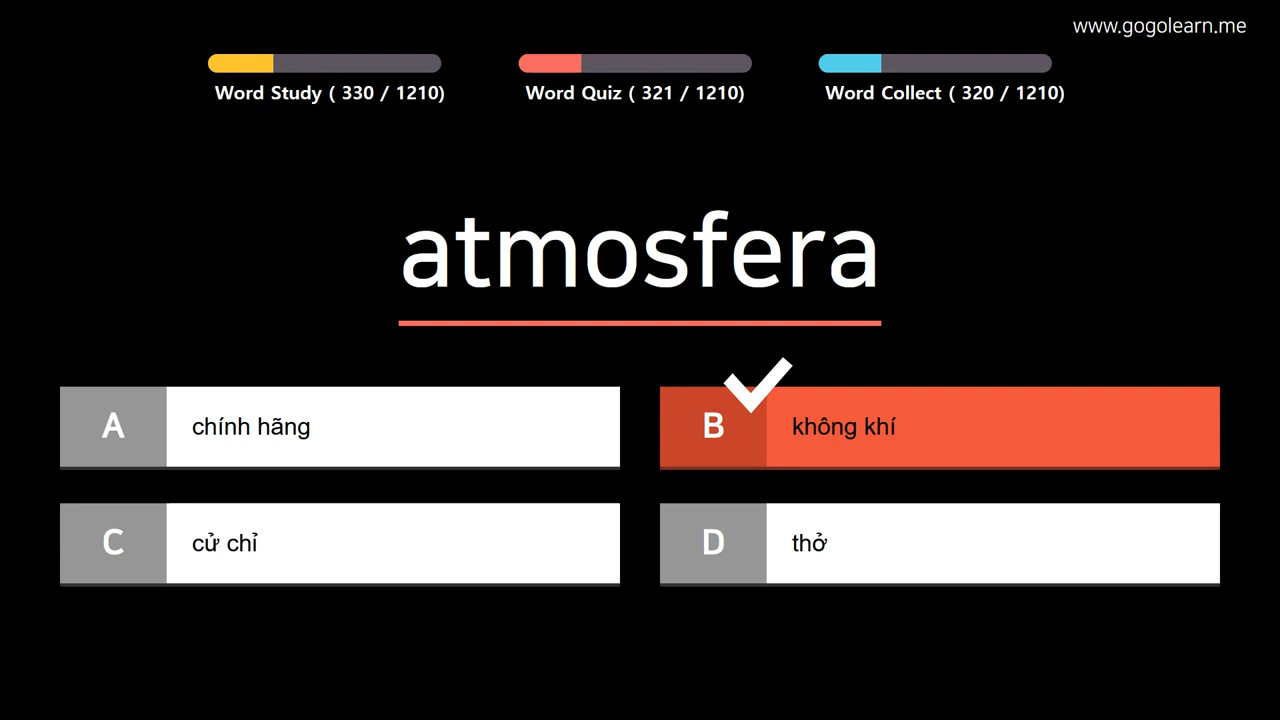 www.gogolearn.me
Word Study ( 330 / 1210)
Word Quiz ( 321 / 1210)
Word Collect ( 320 / 1210)
atmosfera
A
chính hãng
B
không khí
C
cử chỉ
D
thở